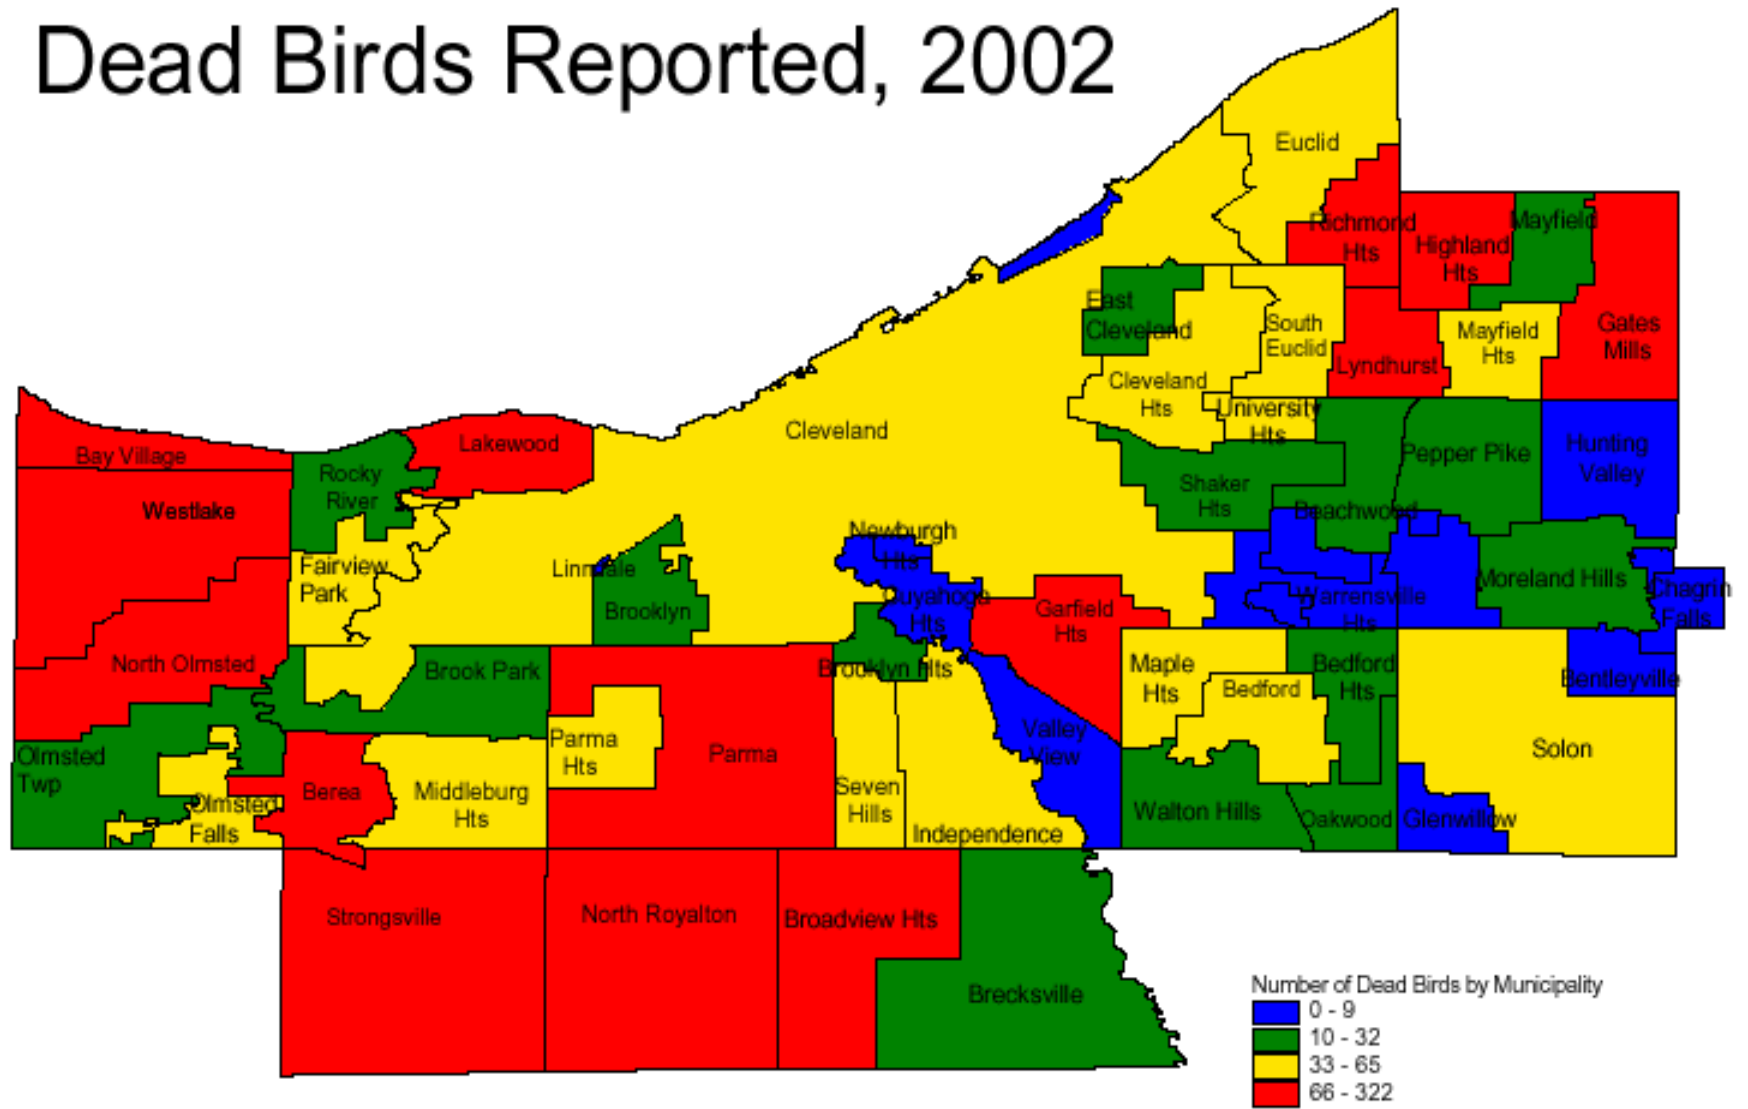 Dead Birds Reported, 2002
Euclid
Richmond
Hts
Highland
Hts
Mayfield
Gates
Mills
East
Cleveland
South
Euclid
Lyndhurst
Mayfield
Hts
Cleveland
Hts
University
Hts
Cleveland
Bay Village
Lakewood
Rocky
River
Westlake
Pepper Pike
Hunting
Valley
Shaker
Hts
Beachwood
Newburgh
Hts
Fairview
Park
Linndale
Brooklyn
Cuyahoga
Hts
Garfield
Hts
Warrensville
Hts
Moreland Hills
Chagrin
Falls
North Olmsted
Brook Park
Brooklyn Hts
Maple
Hts
Bedford
Bedford
Hts
Bentleyville
Olmsted
Twp
Parma
Hts
Parma
Valley
View
Solon
Berea
Middleburg
Hts
Seven
Hills
Olmsted
Falls
Independence
Walton Hills
Oakwood
Glenwillow
Strongsville
North Royalton
Broadview Hts
Brecksville
Number of Dead Birds by Municipality
0 - 9
10 - 32
33 - 65
66 - 322